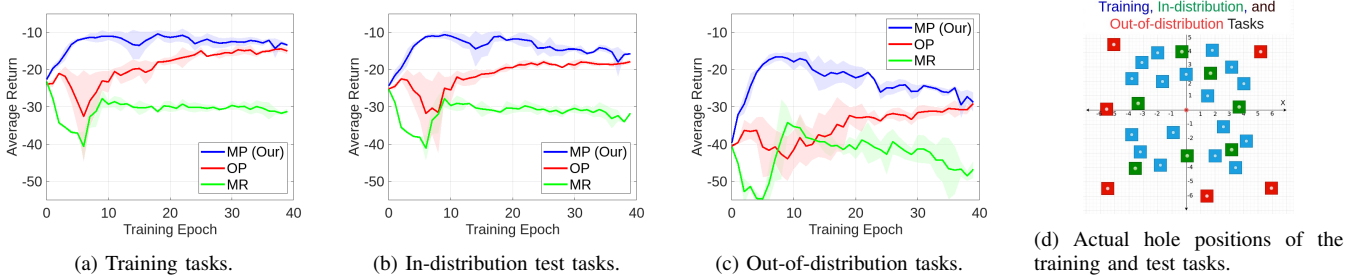 -10
-20
-30
-40
-50
Average Return
MP (Our)
OP
MR
0
10
20
30
40
Training Epoch
(a) Training tasks.
-10
-20
-30
-40
-50
Average Return
MP (Our)
OP
MR
0
10
20
30
40
Training Epoch
(b) In-distribution test tasks.
-10
-20
-30
-40
-50
Average Return
MP (Our)
OP
MR
0
10
20
30
40
Training Epoch
(c) Out-of-distribution tasks.
Training, In-distribution, and
Out-of-distribution Tasks
X
(d) Actual hole positions of the
training and test tasks.